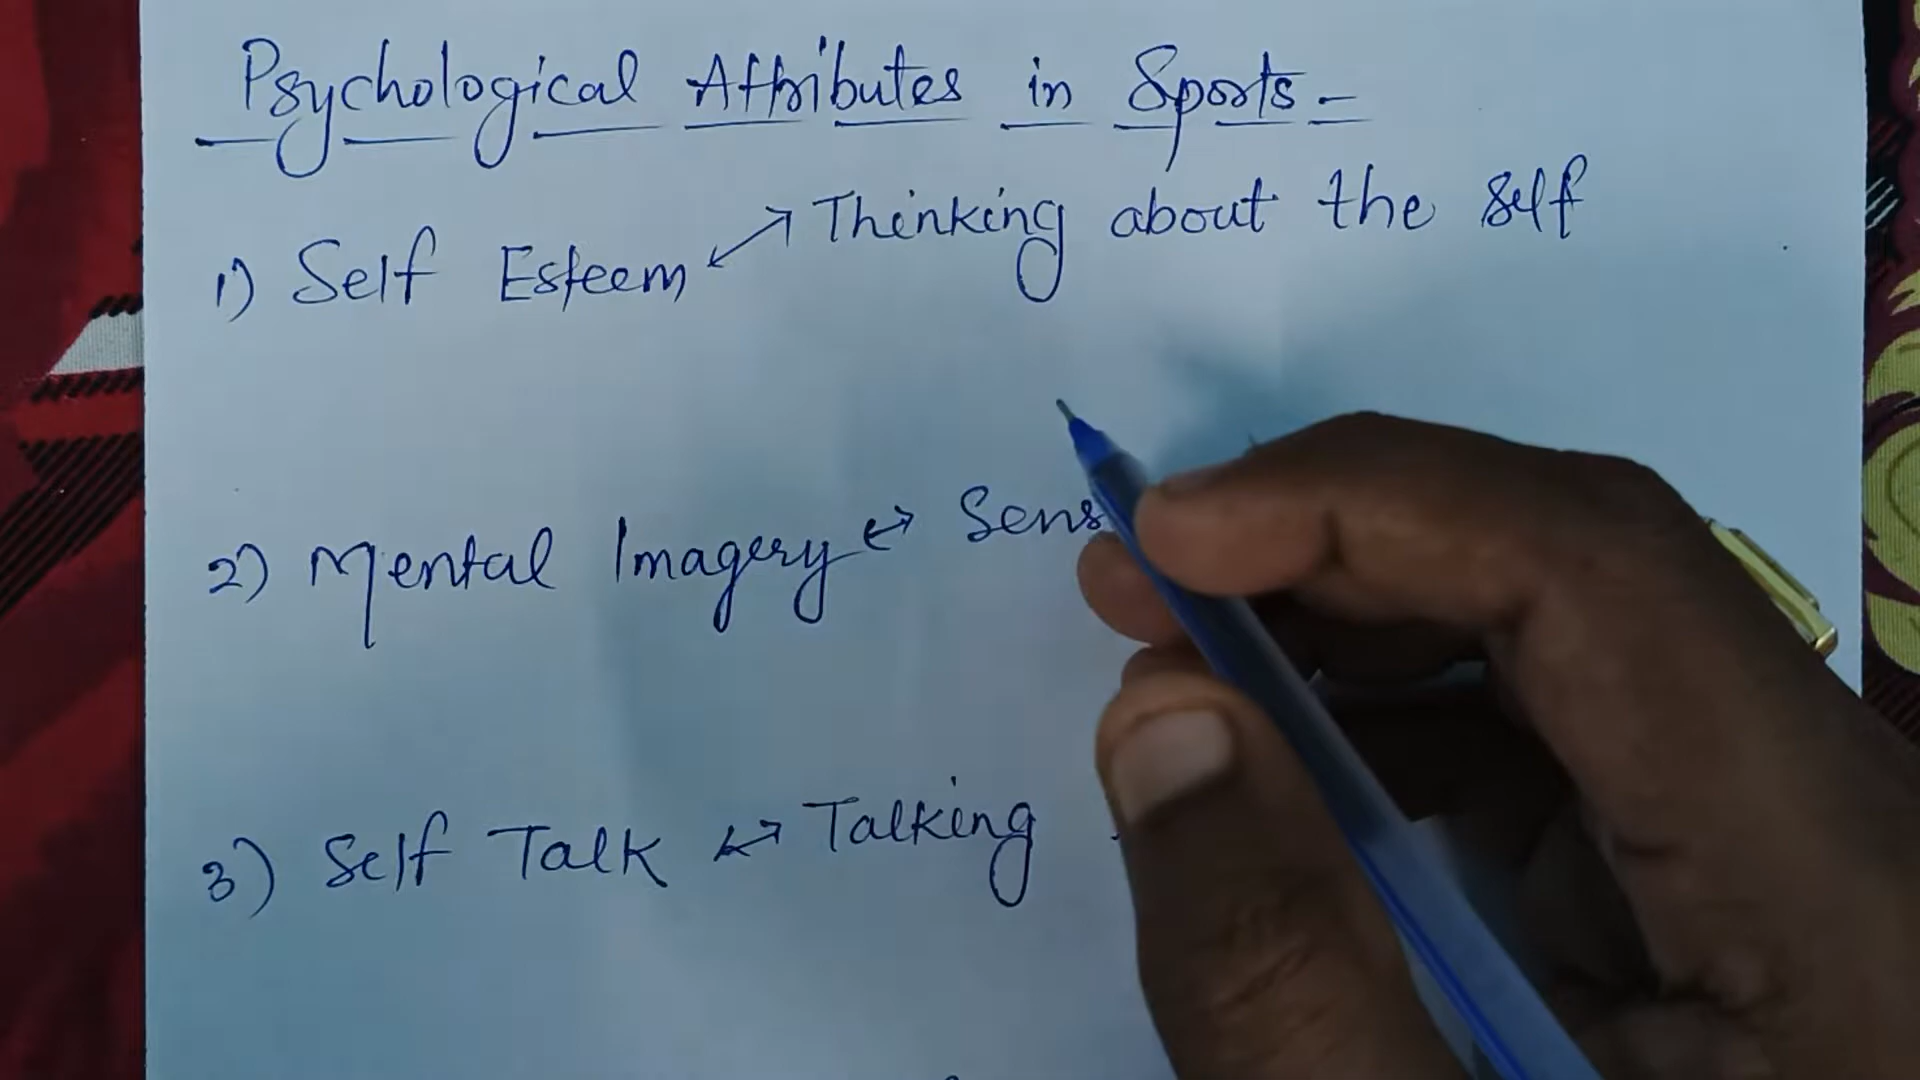 Psychological Attributes in Sports -
1) Self Esteem ↔ Thinking about the self
2) Mental Imagery ↔ Sens
3) Self Talk ↔ Talking